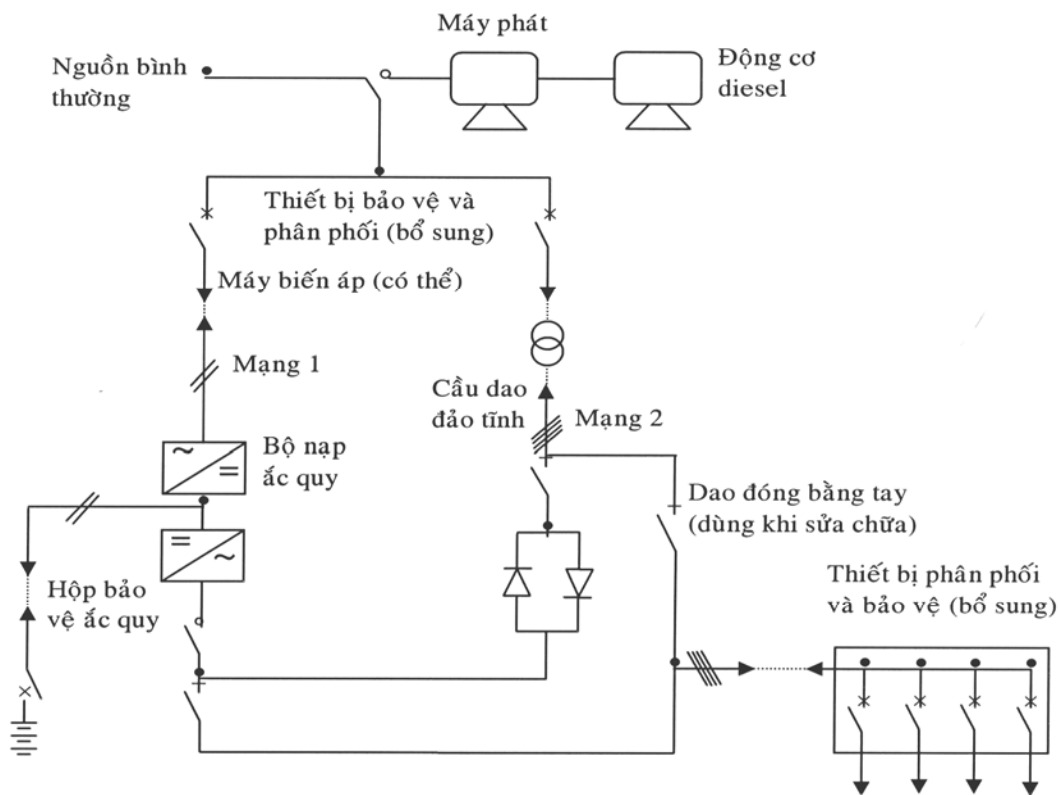 Máy phát
Nguồn bình
thường
Động cơ
diesel
Thiết bị bảo vệ và
phân phối (bổ sung)
Máy biến áp (có thể)
Mạng 1
Cầu dao
đảo tĩnh
Mạng 2
Bộ nạp
ắc quy
Dao đóng bằng tay
(dùng khi sửa chữa)
Hộp bảo
vệ ắc quy
Thiết bị phân phối
và bảo vệ (bổ sung)